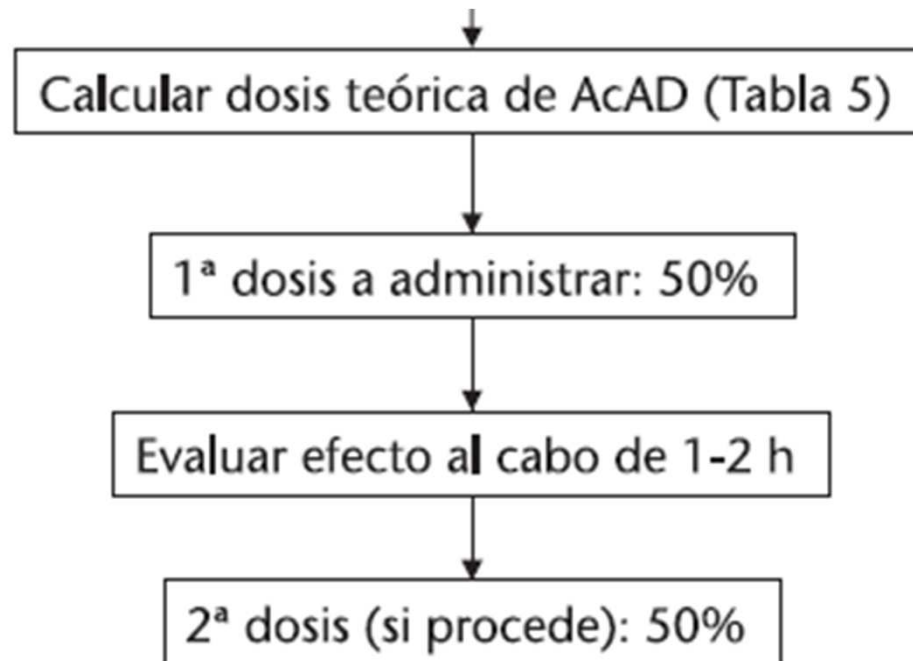 Calcular dosis teórica de AcAD (Tabla 5)
1ª dosis a administrar: 50%
Evaluar efecto al cabo de 1-2 h
2ª dosis (si procede): 50%